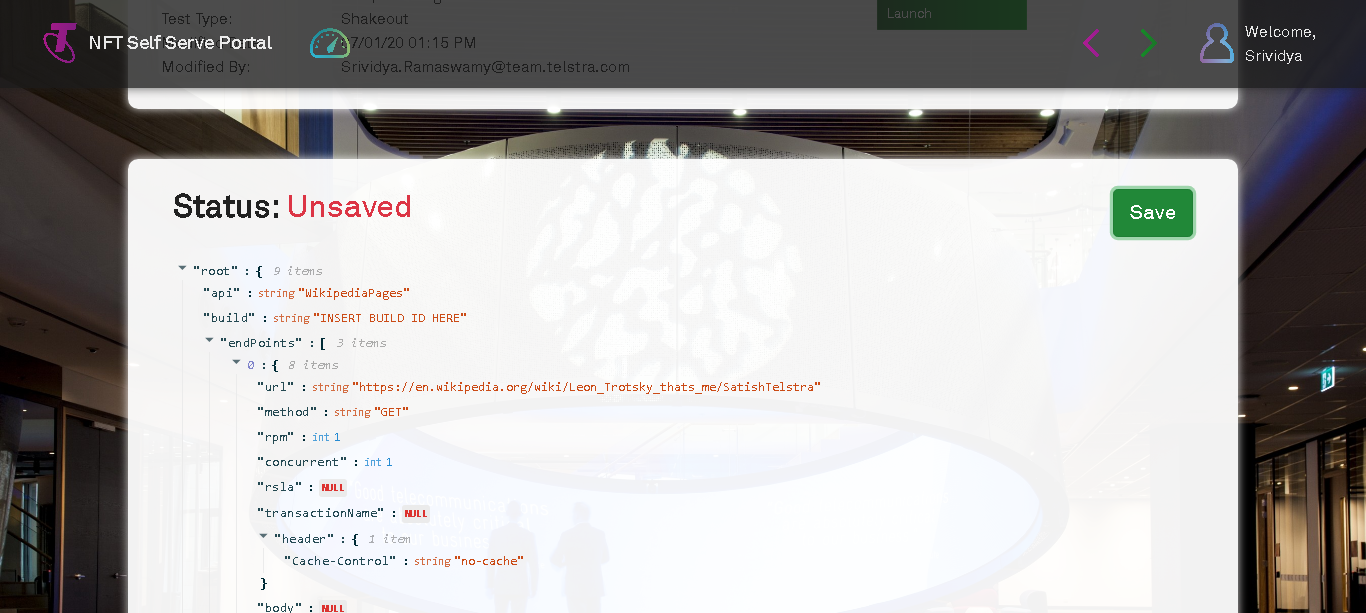 Test Type: Shakeout
Launch
NFT Self Serve Portal
7/01/20 01:15 PM
Welcome,
Srividya
Modified By: Srividya.Ramaswamy@team.telstra.com
Status: Unsaved
Save
"root" : { 9 items
"api" : string "WikipediaPages"
"build" : string "INSERT BUILD ID HERE"
"endPoints" : [ 3 items
0 : { 8 items
"url" : string "https://en.wikipedia.org/wiki/Leon_Trotsky_thats_me/SatishTelstra"
"method" : string "GET"
"rpm" : int 1
"concurrent" : int 1
"rsla" : NULL
"transactionName" : NULL
"header" : { 1 item
"Cache-Control" : string "no-cache"
}
"body" : NULL